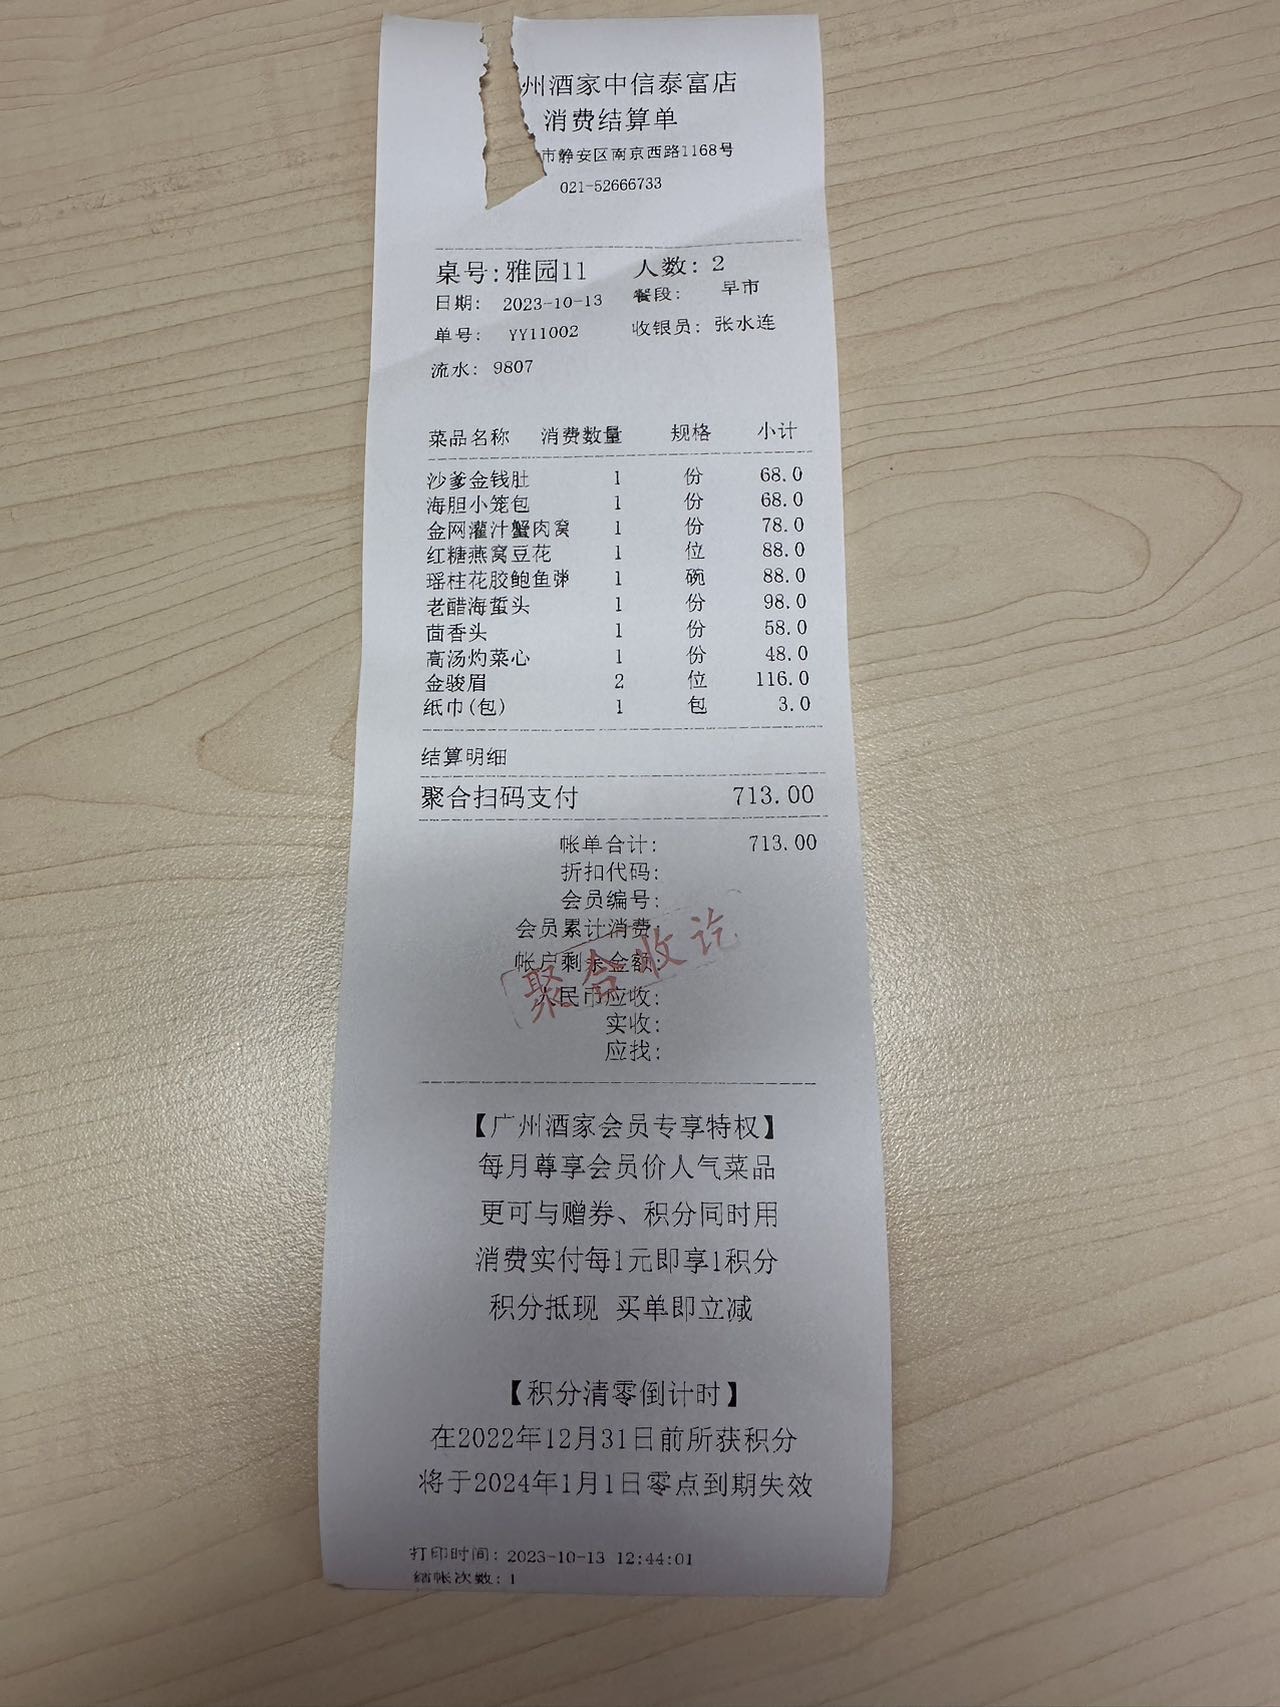 州酒家中信泰富店
消费结算单
市静安区南京西路1168号
021-52666733
桌号:雅园11 人数: 2
日期: 2023-10-13 餐段: 早市
单号: YY11002 收银员: 张水连
流水: 9807
菜品名称 消费数量 规格 小计
沙爹金钱肚 1 份 68.0
海胆小笼包 1 份 68.0
金网灌汁蟹肉窝 1 份 78.0
红糖燕窝豆花 1 位 88.0
瑶柱花胶鲍鱼粥 1 碗 88.0
老醋海蜇头 1 份 98.0
茴香头 1 份 58.0
高汤灼菜心 1 份 48.0
金骏眉 2 位 116.0
纸巾(包) 1 包 3.0
结算明细
聚合扫码支付 713.00
帐单合计: 713.00
折扣代码:
会员编号:
会员累计消费:
帐户剩余金额:
聚合收讫
人民币应收:
实收:
应找:
【广州酒家会员专享特权】
每月尊享会员价人气菜品
更可与赠券、积分同时用
消费实付每1元即享1积分
积分抵现 买单即立减
【积分清零倒计时】
在2022年12月31日前所获积分
将于2024年1月1日零点到期失效
打印时间: 2023-10-13 12:44:01
结帐次数: 1